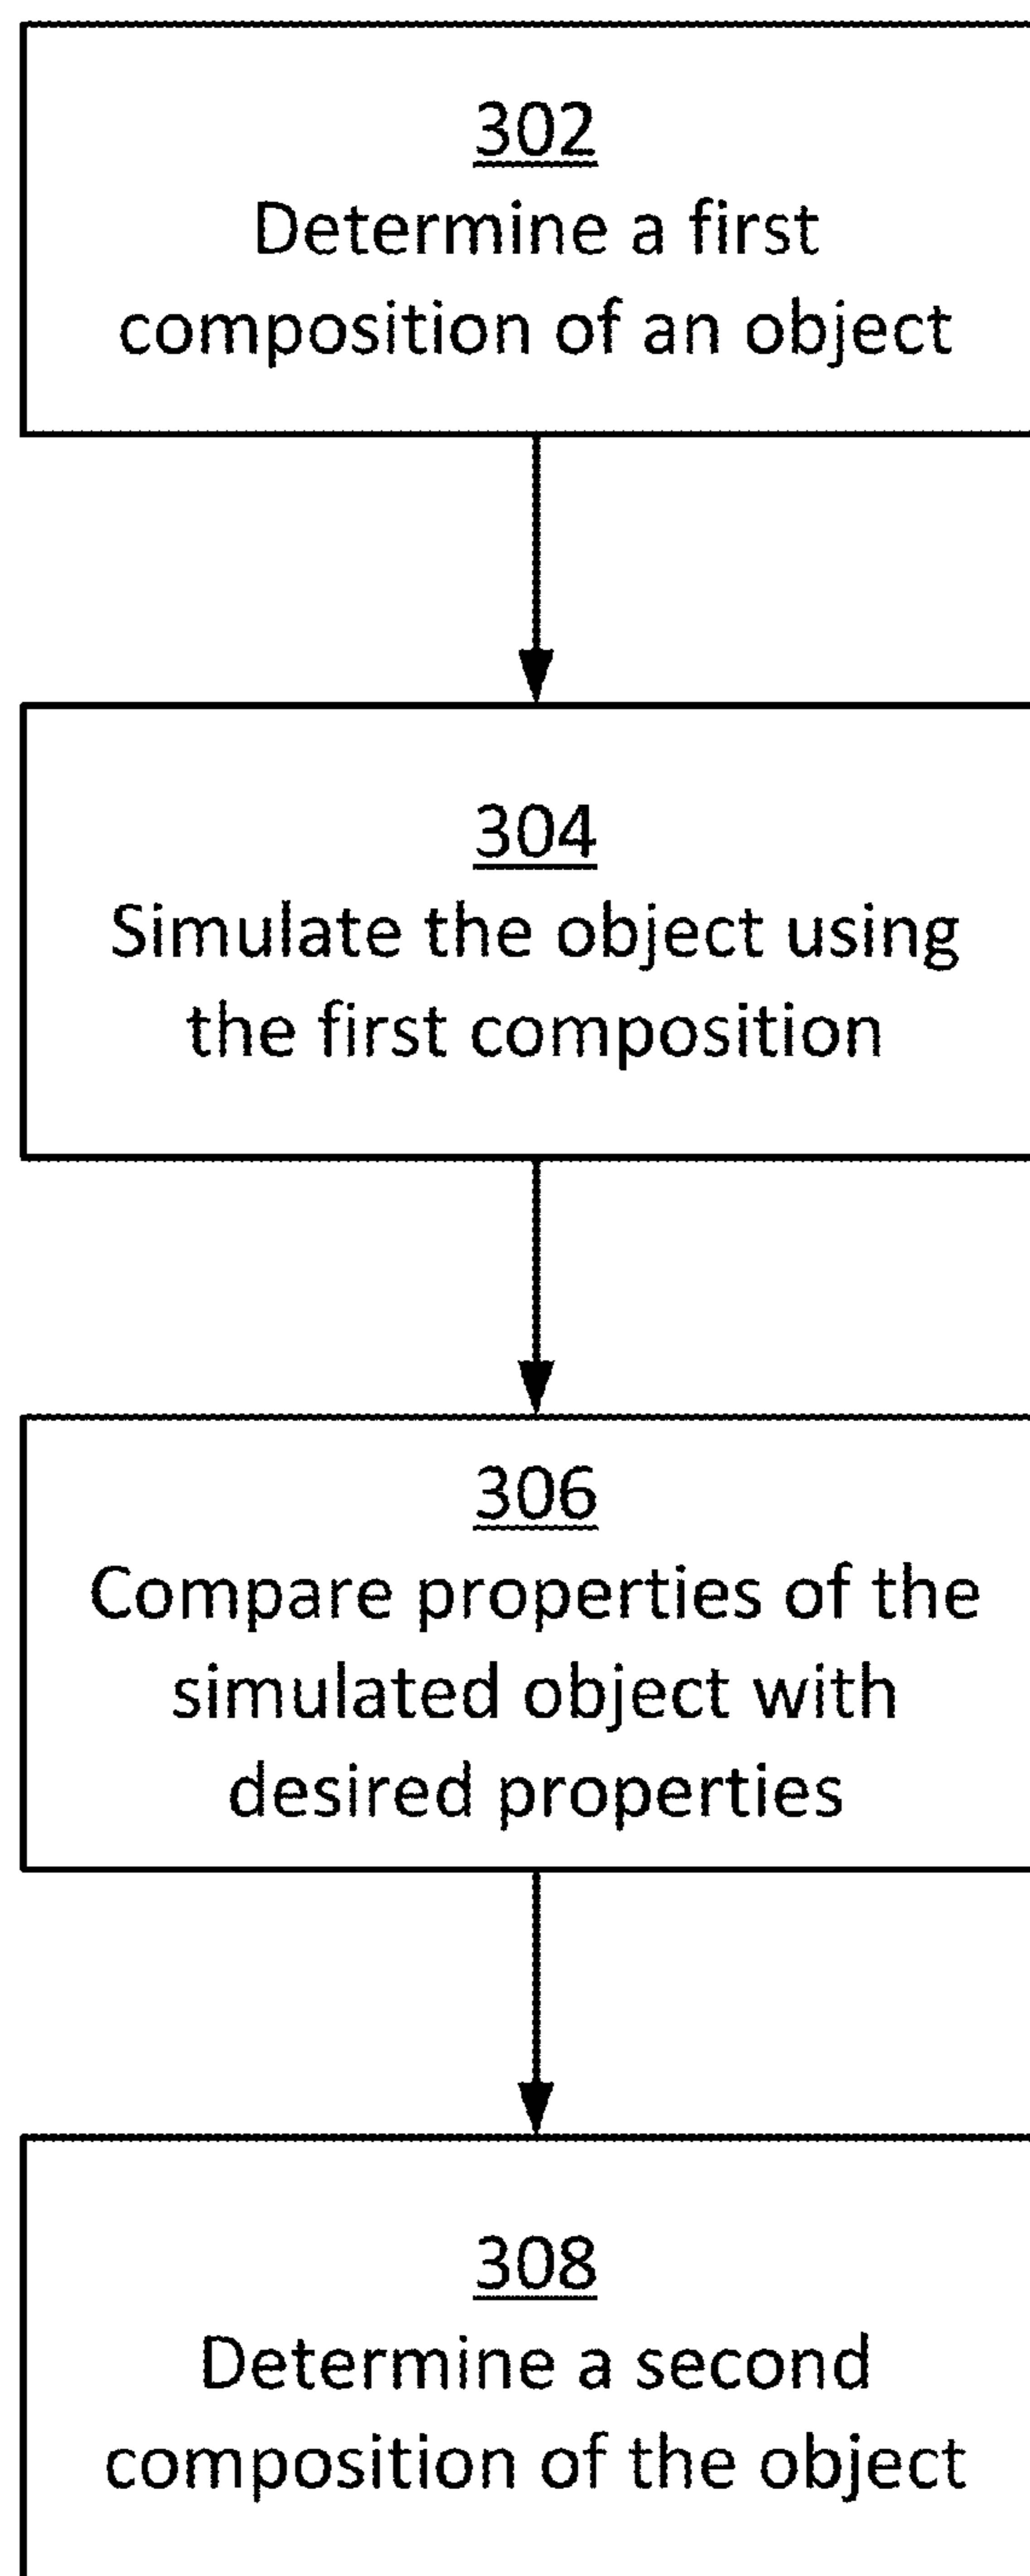 302
Determine a first
composition of an object
304
Simulate the object using
the first composition
306
Compare properties of the
simulated object with
desired properties
308
Determine a second
composition of the object